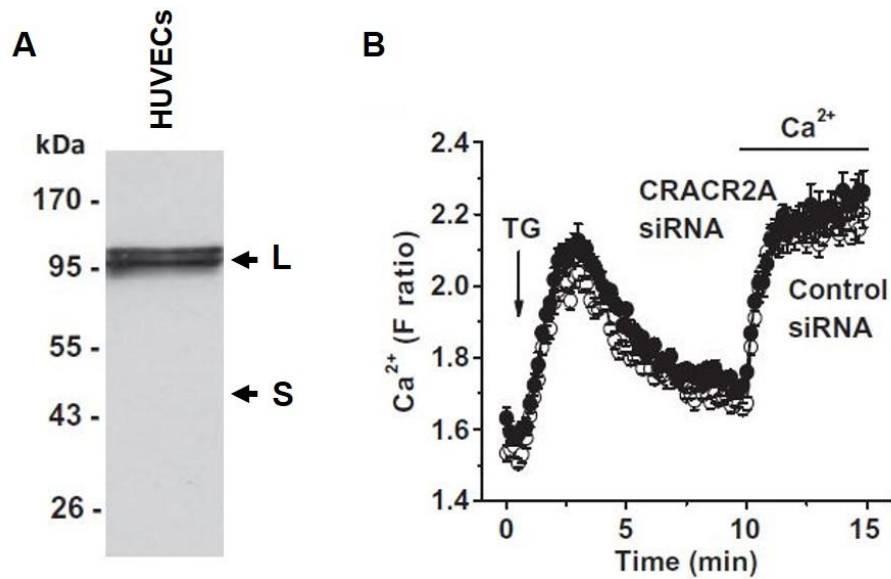 A
HUVECs
kDa
170 -
95 -
55 -
43 -
26 -
L
S
B
Ca²⁺
2.4
2.2
2.0
1.8
1.6
1.4
Ca²⁺ (F ratio)
TG
CRACR2A
siRNA
Control
siRNA
0
5
10
15
Time (min)